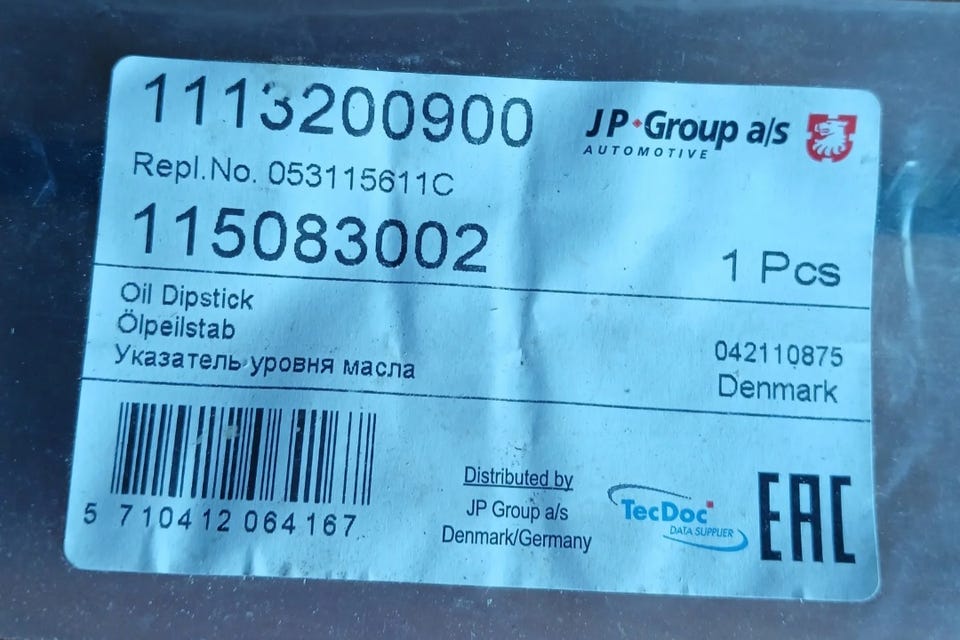 1113200900
JP Group a/s
AUTOMOTIVE
Repl.No. 053115611C
115083002
1 Pcs
Oil Dipstick
Ölpeilstab
Указатель уровня масла
042110875
Denmark
5 710412 064167
Distributed by
JP Group a/s
Denmark/Germany
TecDoc
DATA SUPPLIER
EAC